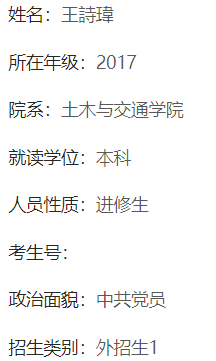 姓名：王詩瑋
所在年级：2017
院系：土木与交通学院
就读学位：本科
人员性质：进修生
考生号：
政治面貌：中共党员
招生类别：外招生1